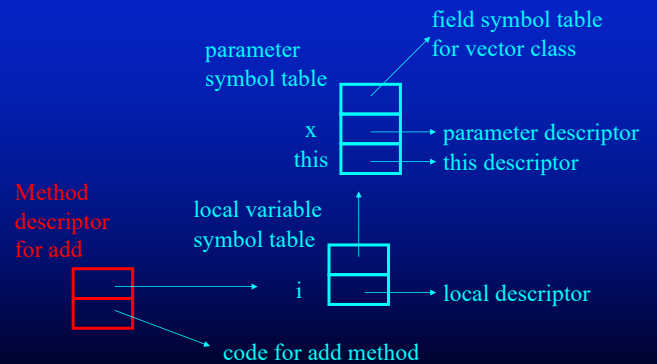 field symbol table
for vector class
parameter
symbol table
x
parameter descriptor
this
this descriptor
Method
descriptor
for add
local variable
symbol table
i
local descriptor
code for add method